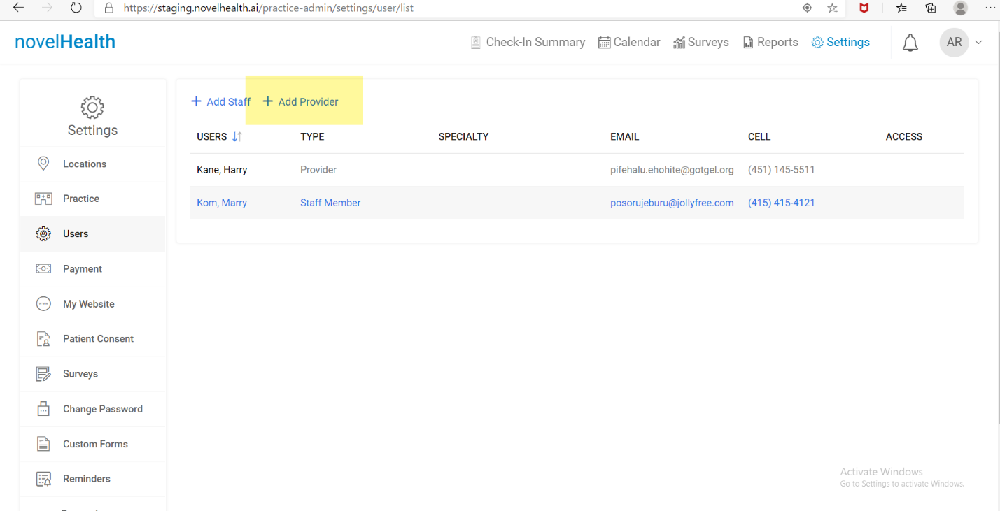 https://staging.novelhealth.ai/practice-admin/settings/user/list
novelHealth
Check-In Summary Calendar Surveys Reports Settings AR
Settings
Locations
Practice
Users
Payment
My Website
Patient Consent
Surveys
Change Password
Custom Forms
Reminders
+ Add Staff + Add Provider
USERS TYPE SPECIALTY EMAIL CELL ACCESS
Kane, Harry Provider pifehalu.ehohite@gotgel.org (451) 145-5511
Kom, Marry Staff Member posorujeburu@jollyfree.com (415) 415-4121
Activate Windows
Go to Settings to activate Windows.